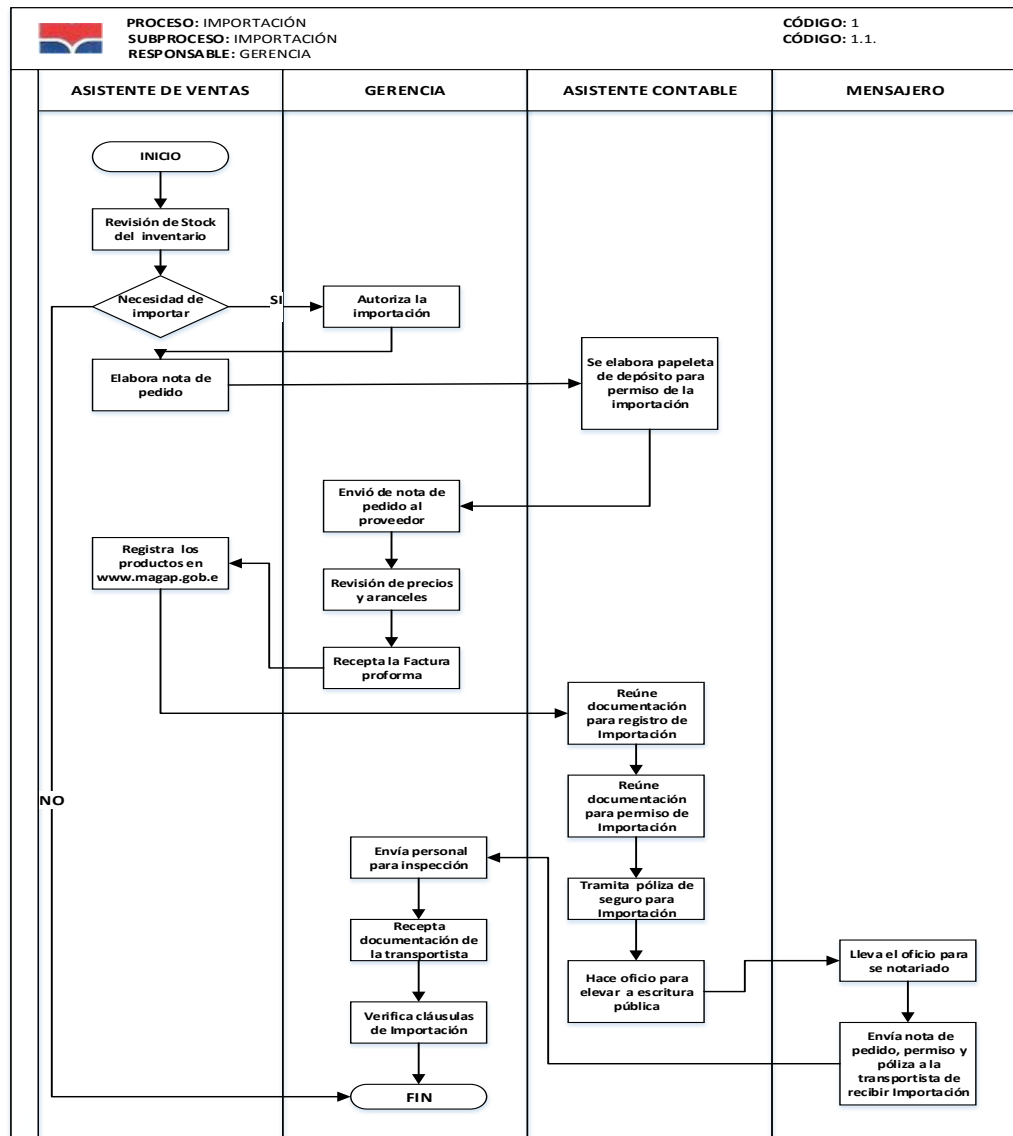 PROCESO: IMPORTACIÓN
SUBPROCESO: IMPORTACIÓN
RESPONSABLE: GERENCIA
CÓDIGO: 1
CÓDIGO: 1.1.
ASISTENTE DE VENTAS
GERENCIA
ASISTENTE CONTABLE
MENSAJERO
INICIO
Revisión de Stock
del inventario
Necesidad de
importar
SI
Autoriza la
importación
Elabora nota de
pedido
Se elabora papeleta
de depósito para
permiso de la
importación
Envió de nota de
pedido al
proveedor
Revisión de precios
y aranceles
Recepta la Factura
proforma
Registra los
productos en
www.magap.gob.e
Reúne
documentación
para registro de
Importación
Reúne
documentación
para permiso de
Importación
Tramita póliza de
seguro para
Importación
Hace oficio para
elevar a escritura
pública
Lleva el oficio para
se notariado
Envía nota de
pedido, permiso y
póliza a la
transportista de
recibir Importación
Envía personal
para inspección
Recepta
documentación de
la transportista
Verifica cláusulas
de Importación
NO
FIN